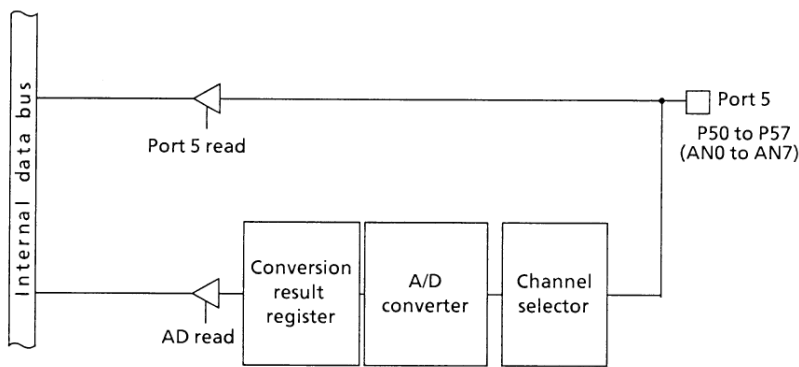 Internal data bus
Port 5 read
Port 5
P50 to P57
(AN0 to AN7)
Conversion
result
register
A/D
converter
Channel
selector
AD read